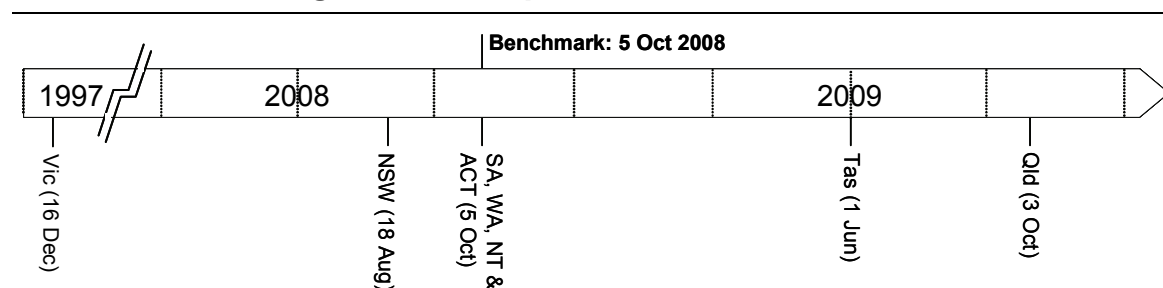 Benchmark: 5 Oct 2008
1997
2008
2009
Vic (16 Dec)
NSW (18 Aug)
SA, WA, NT &
ACT (5 Oct)
Tas (1 Jun)
Qld (3 Oct)